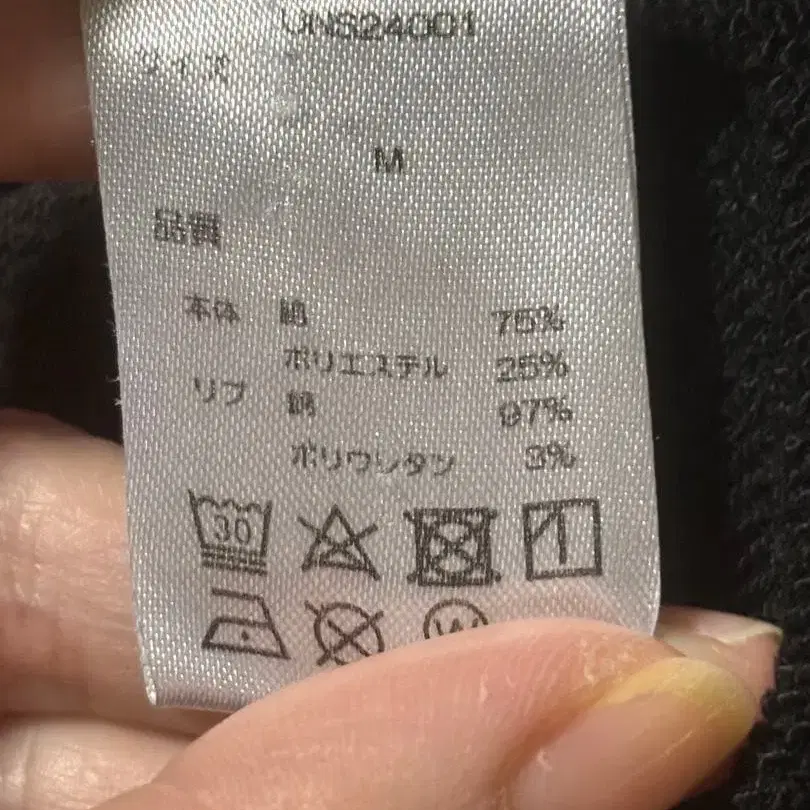 UNS24001
サイズ
M
品質
本体 綿 75%
ポリエステル 25%
リブ 綿 97%
ポリウレタン 3%
30
W